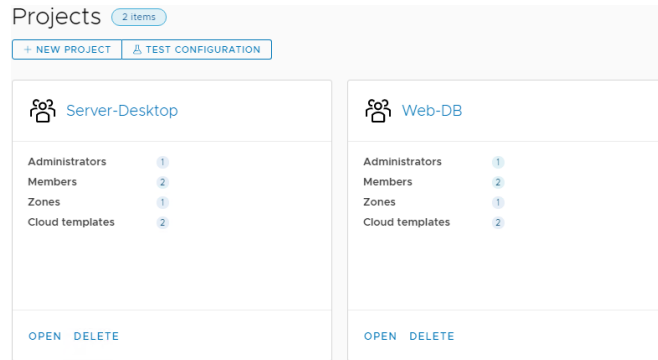 Projects 2 items
+ NEW PROJECT TEST CONFIGURATION
Server-Desktop
Administrators 1
Members 2
Zones 1
Cloud templates 2
OPEN DELETE
Web-DB
Administrators 1
Members 2
Zones 1
Cloud templates 2
OPEN DELETE